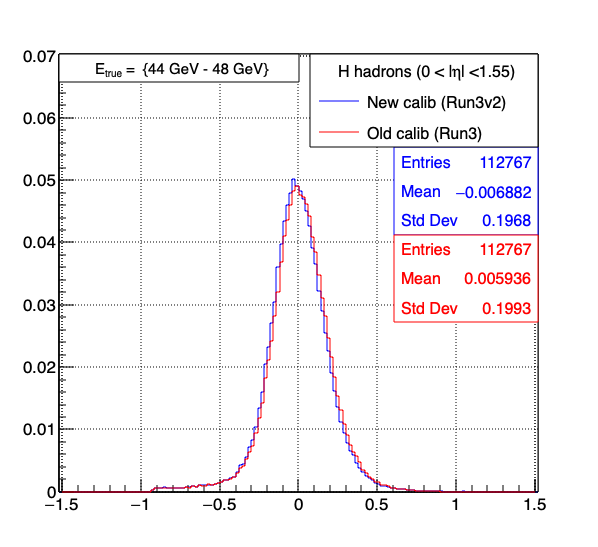 E_true = {44 GeV - 48 GeV}
H hadrons (0 < |η| <1.55)
New calib (Run3v2)
Old calib (Run3)
Entries 112767
Mean −0.006882
Std Dev 0.1968
Entries 112767
Mean 0.005936
Std Dev 0.1993
0.07
0.06
0.05
0.04
0.03
0.02
0.01
0
−1.5 −1 −0.5 0 0.5 1 1.5